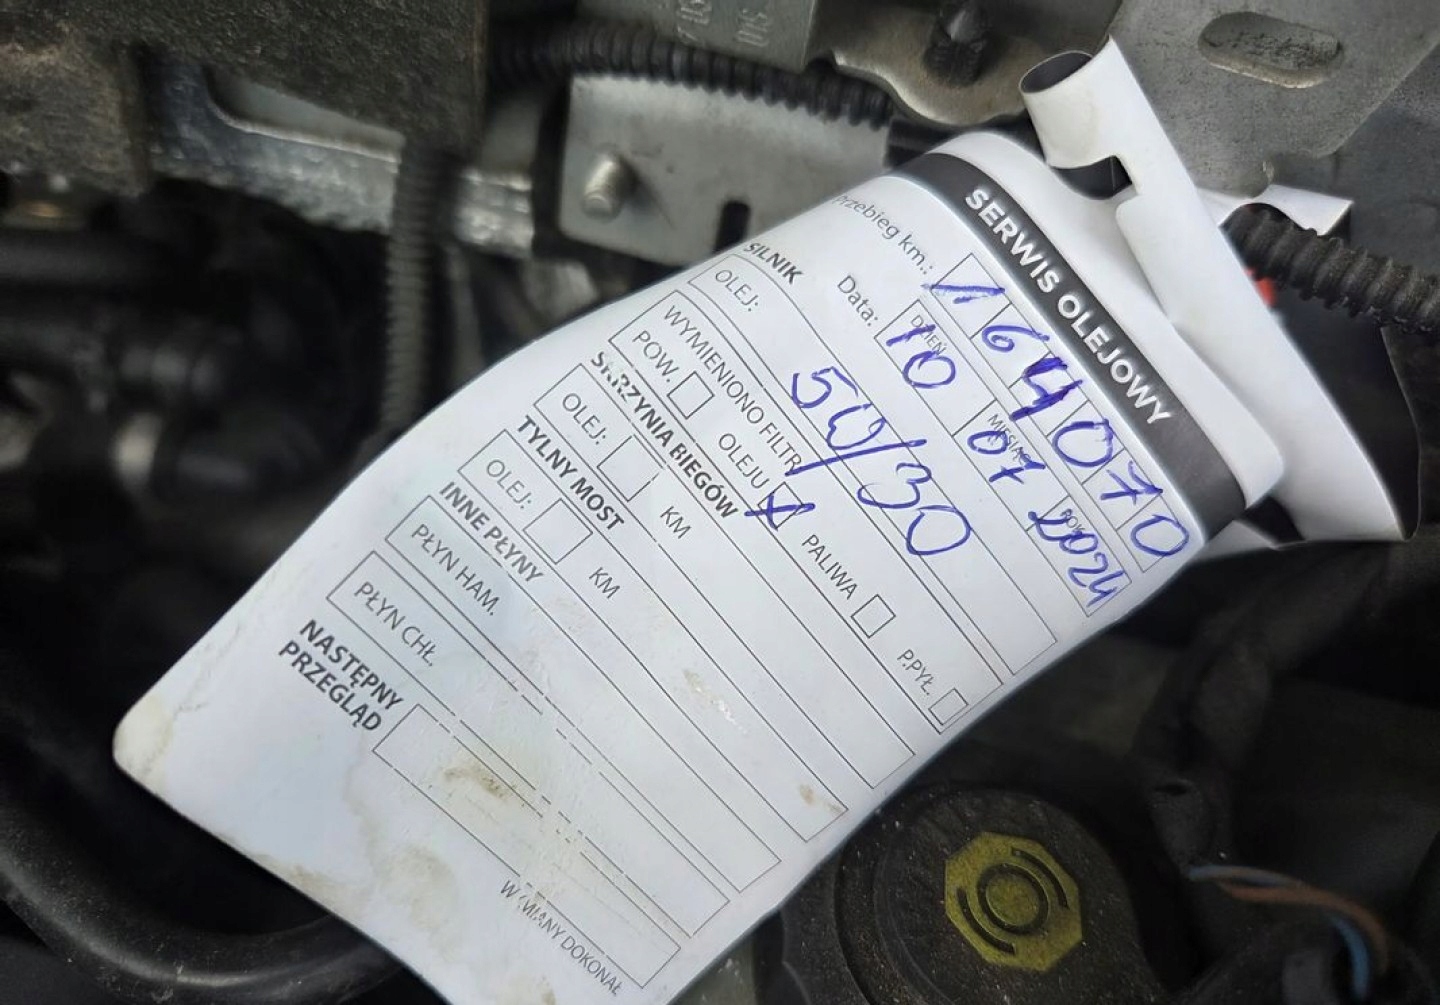 SERWIS OLEJOWY
Przebieg km.: 164070
Data: DZIEŃ 10 MIESIĄC 07 ROK 2024
SILNIK
OLEJ: 5W/30
WYMIENIONO FILTR
POW. OLEJU X PALIWA P.PYŁ.
SKRZYNIA BIEGÓW
OLEJ: KM
TYLNY MOST
OLEJ: KM
INNE PŁYNY
PŁYN HAM.
PŁYN CHŁ.
NASTĘPNY
PRZEGLĄD
WYMIANY DOKONAŁ